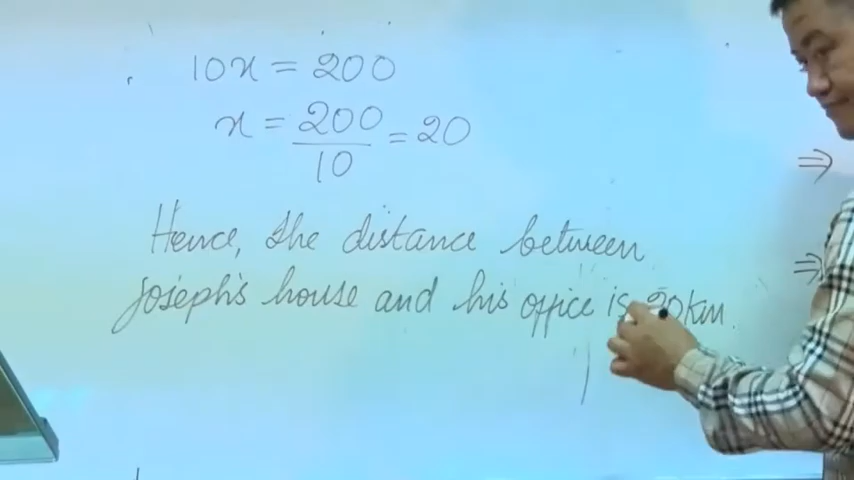 10x = 200
x = 200/10 = 20
⇒
Hence, the distance between
Joseph's house and his office is 20km.
⇒